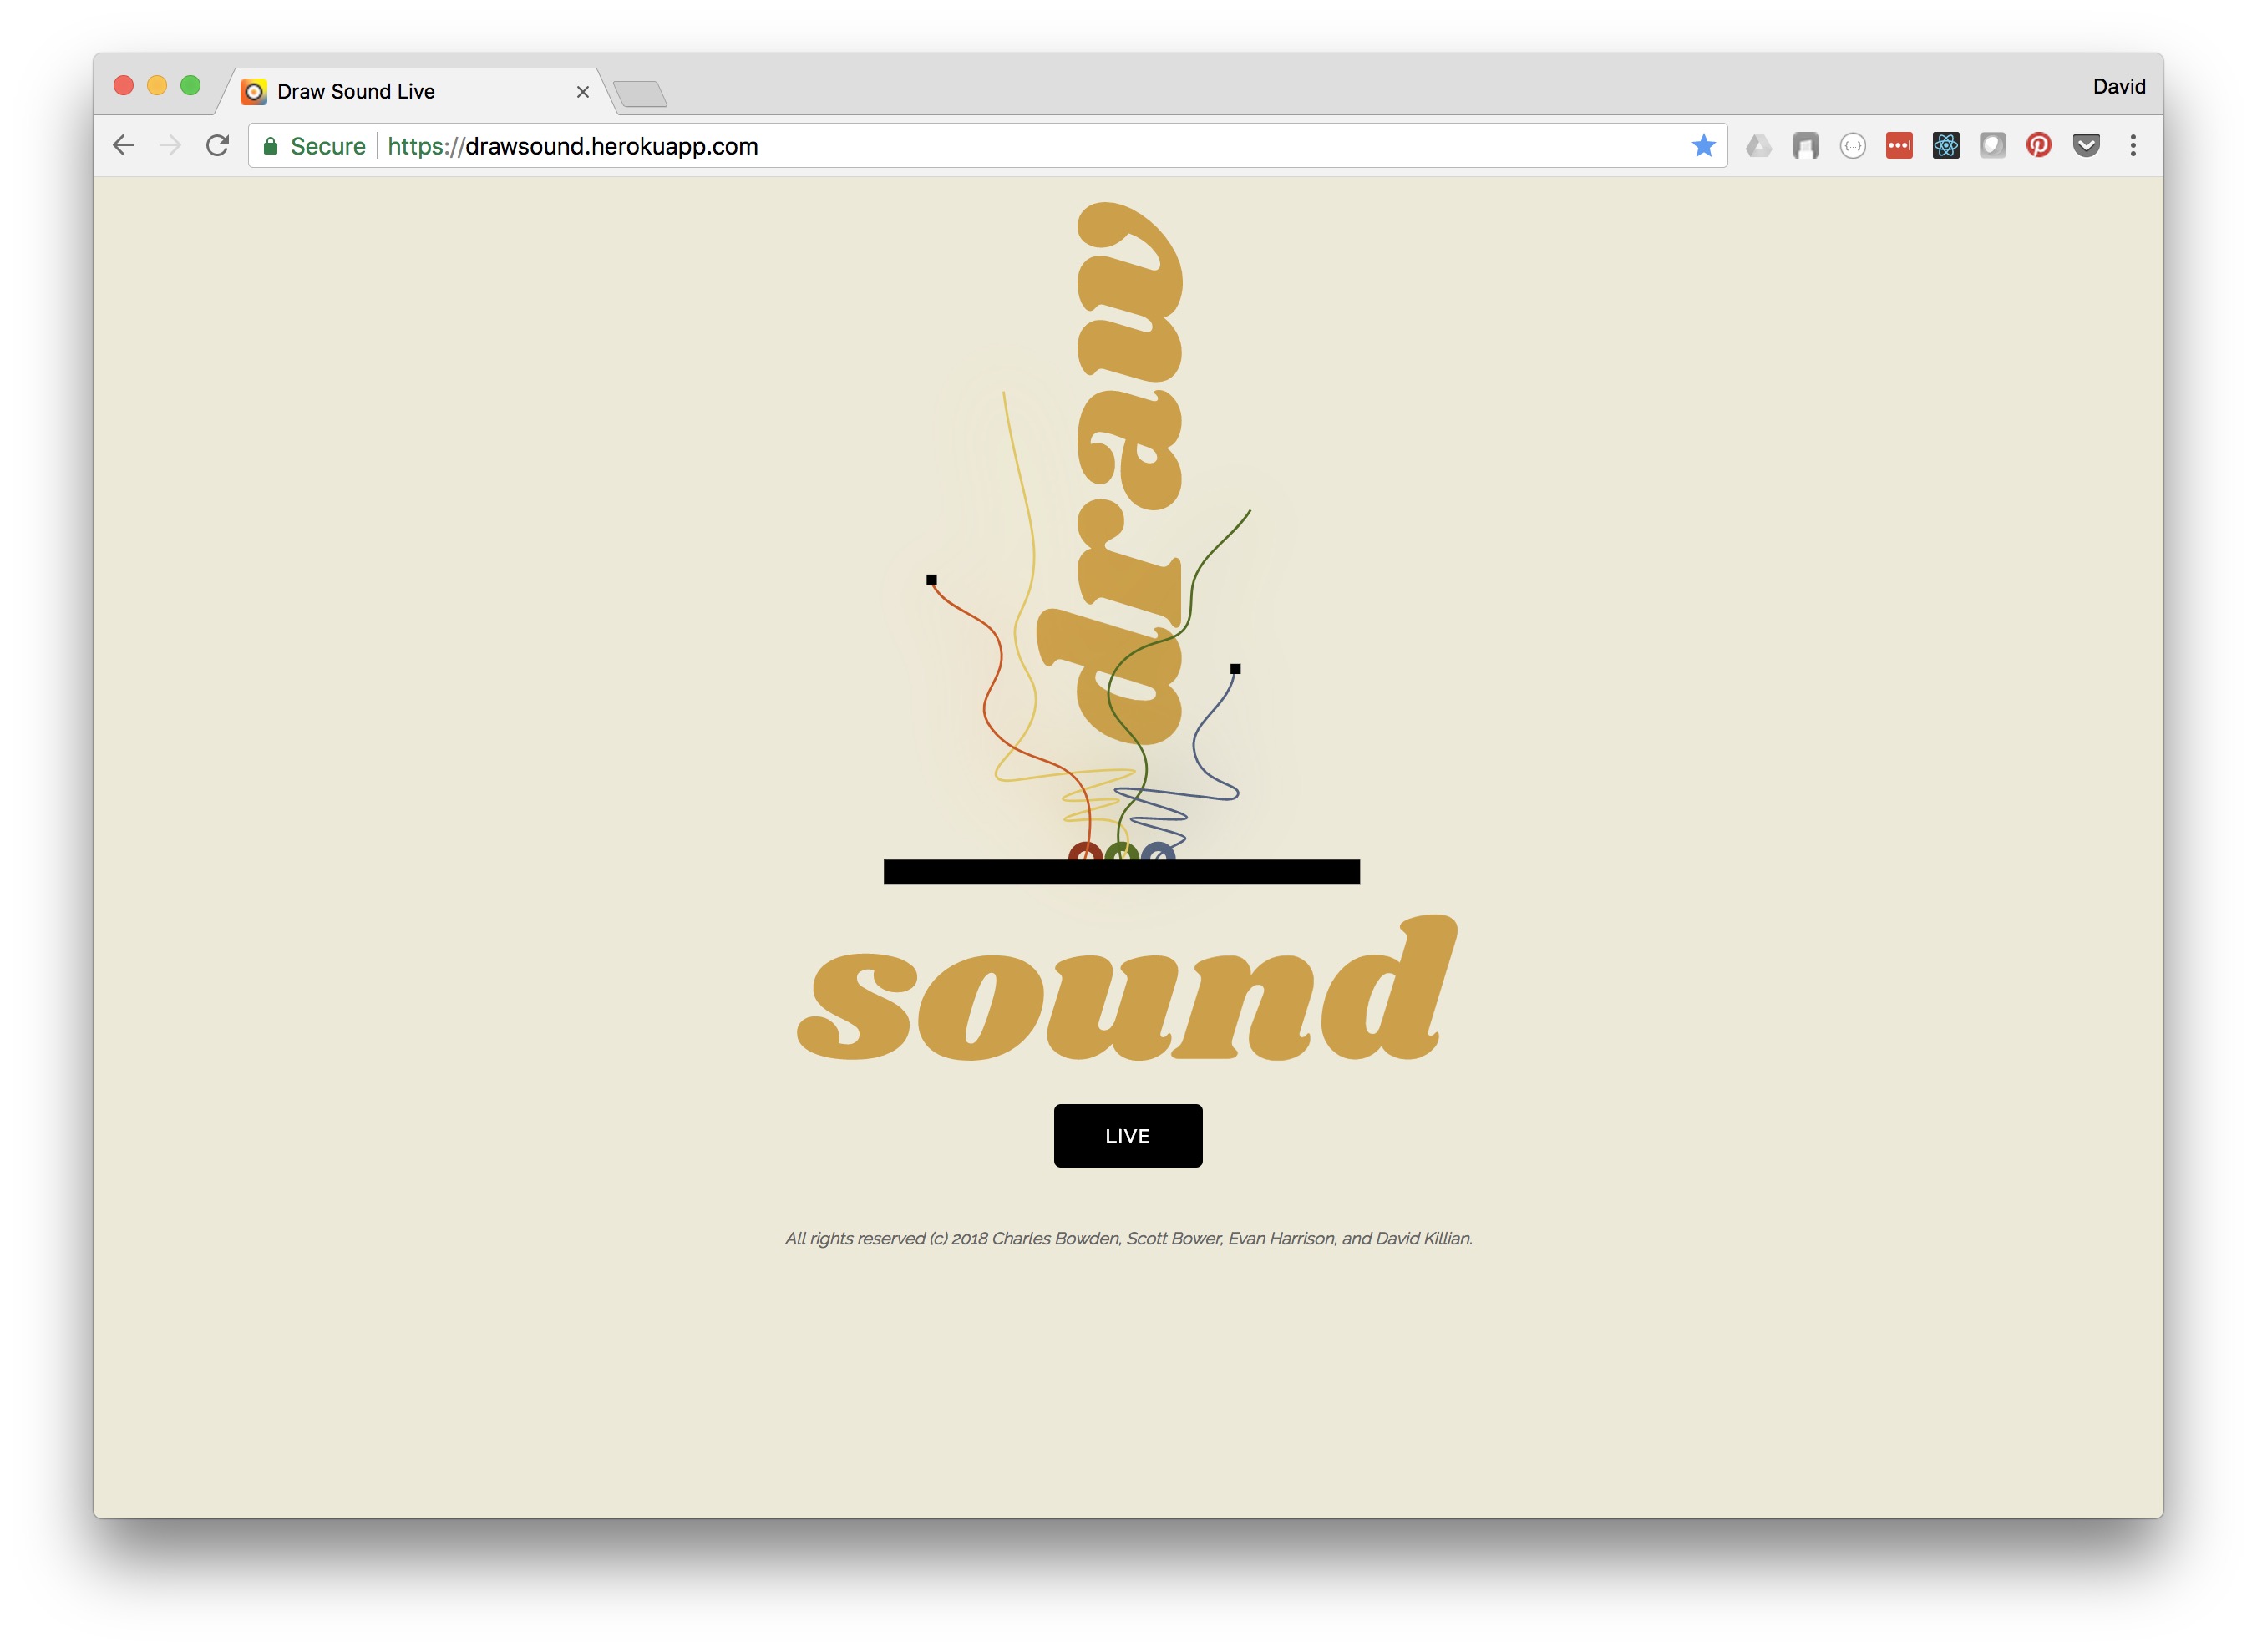 Draw Sound Live
David
Secure https://drawsound.herokuapp.com
draw
sound
LIVE
All rights reserved (c) 2018 Charles Bowden, Scott Bower, Evan Harrison, and David Killian.